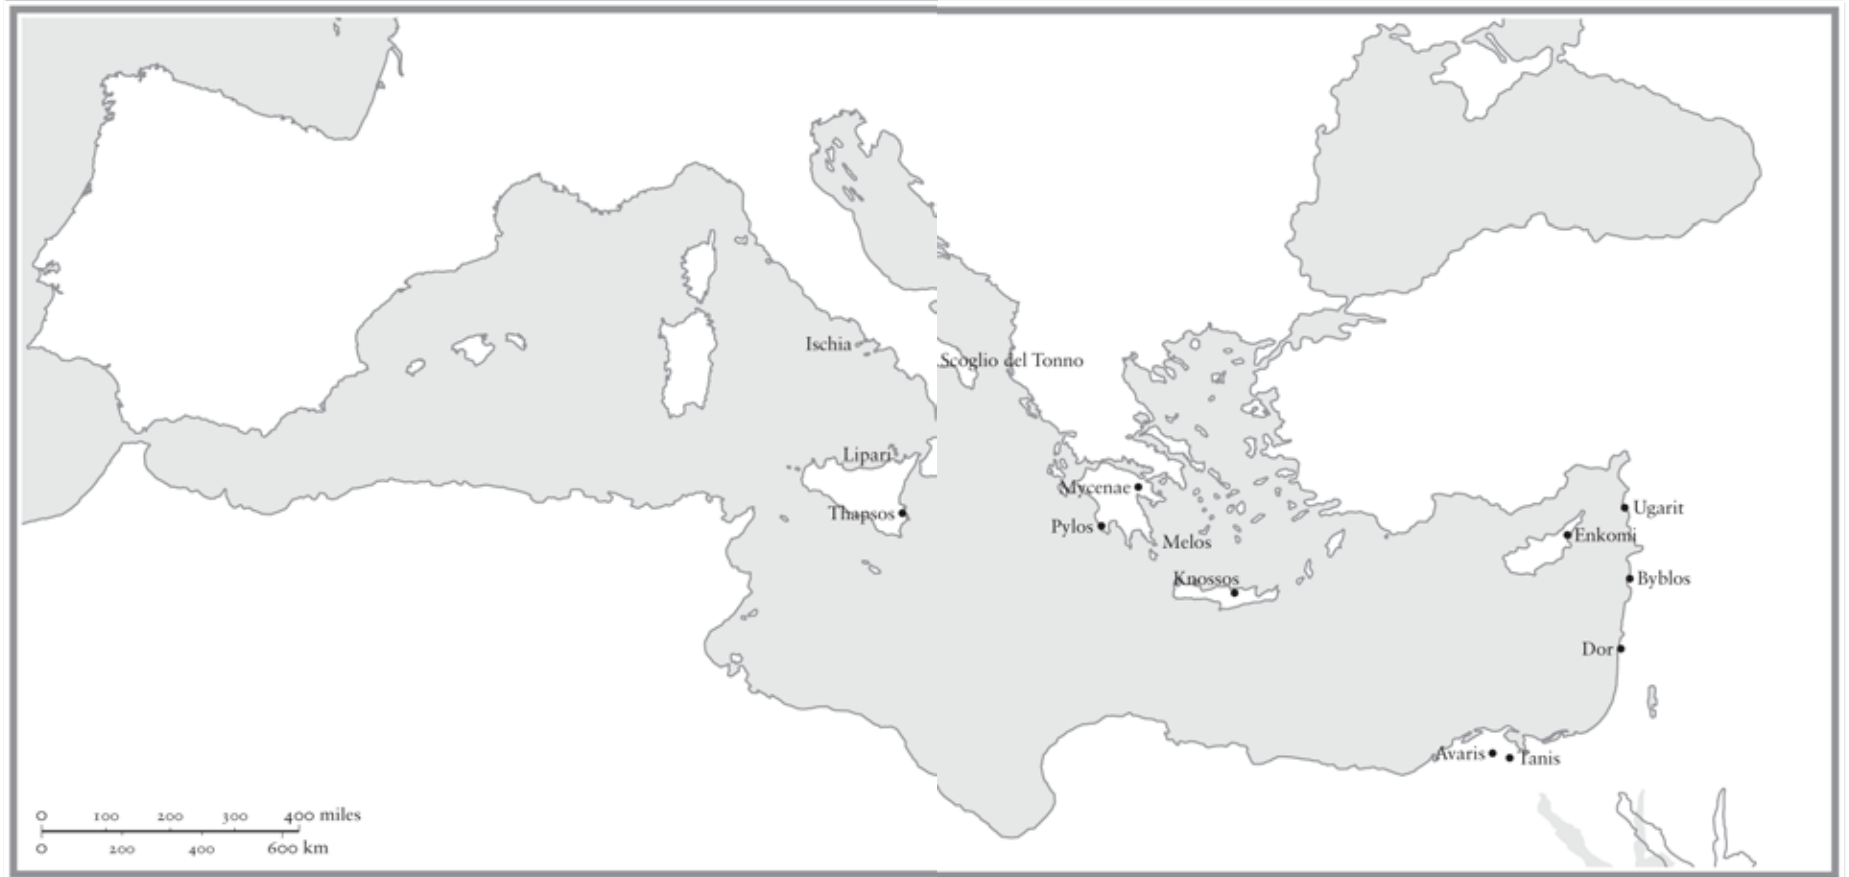 Ischia
Scoglio del Tonno
Lipari
Mycenae
Thapsos
Pylos
Melos
Knossos
Ugarit
Enkomi
Byblos
Dor
Avaris
Tanis
0 100 200 300 400 miles
0 200 400 600 km